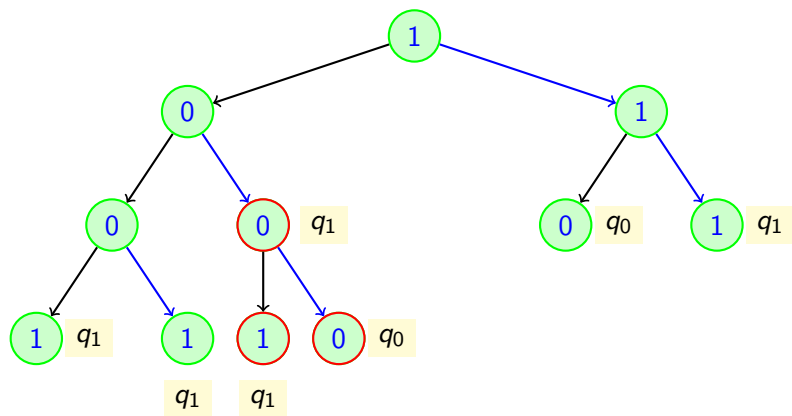 1
0 1
0 0 q₁ 0 q₀ 1 q₁
1 q₁ 1 1 0 q₀
q₁ q₁